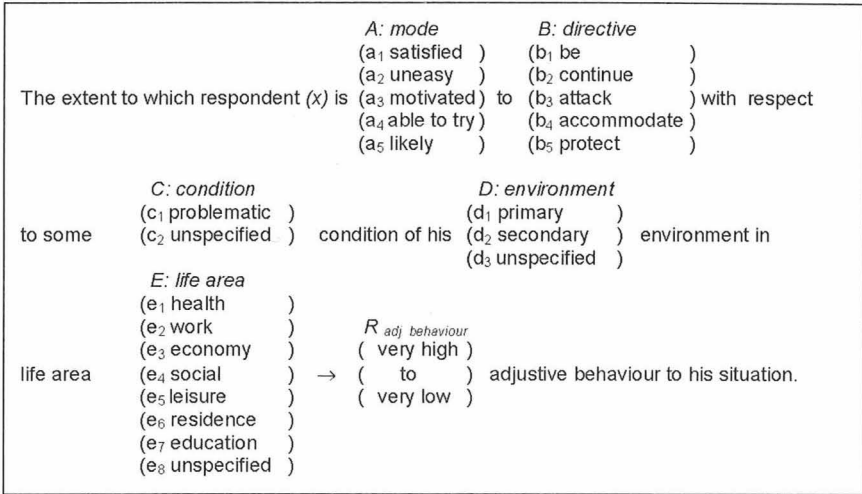 A: mode B: directive
(a₁ satisfied ) (b₁ be )
(a₂ uneasy ) (b₂ continue )
The extent to which respondent (x) is (a₃ motivated) to (b₃ attack ) with respect
(a₄ able to try) (b₄ accommodate )
(a₅ likely ) (b₅ protect )
C: condition D: environment
(c₁ problematic ) (d₁ primary )
to some (c₂ unspecified ) condition of his (d₂ secondary ) environment in
(d₃ unspecified )
E: life area
(e₁ health )
(e₂ work ) R adj behaviour
(e₃ economy ) ( very high )
life area (e₄ social ) → ( to ) adjustive behaviour to his situation.
(e₅ leisure ) ( very low )
(e₆ residence )
(e₇ education )
(e₈ unspecified )